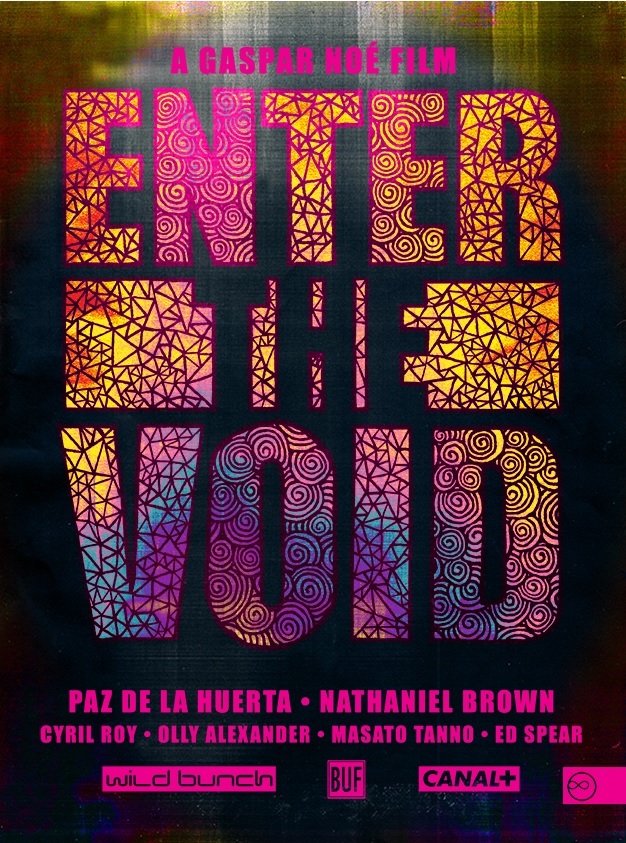 A GASPAR NOÉ FILM
ENTER
THE
VOID
PAZ DE LA HUERTA • NATHANIEL BROWN
CYRIL ROY • OLLY ALEXANDER • MASATO TANNO • ED SPEAR
wild bunch BUF CANAL+